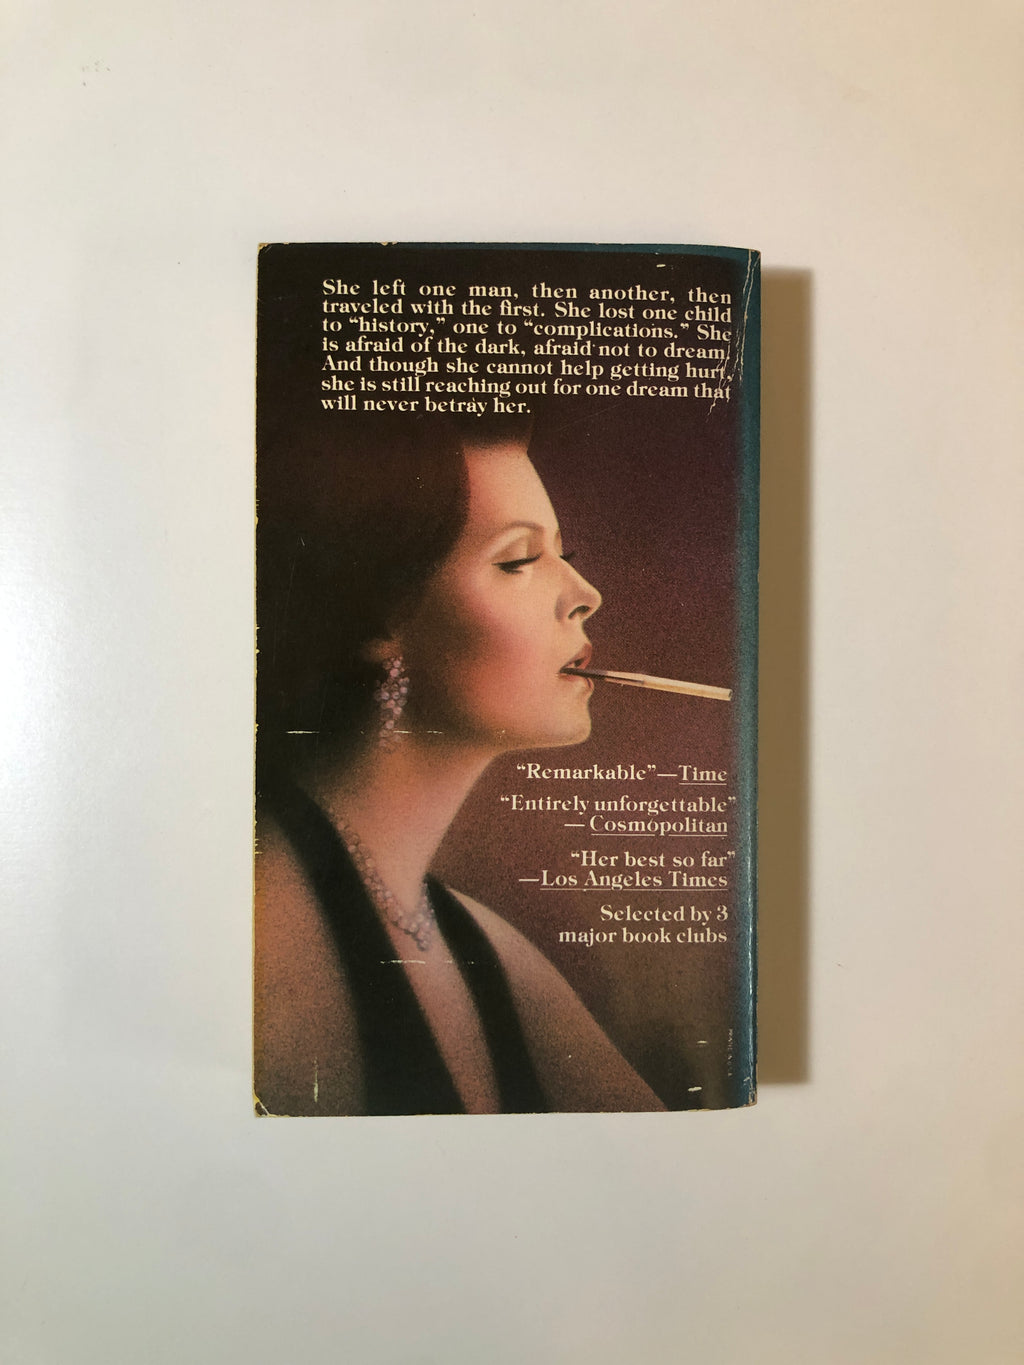 She left one man, then another, then
traveled with the first. She lost one child
to “history,” one to “complications.” She
is afraid of the dark, afraid not to dream.
And though she cannot help getting hurt,
she is still reaching out for one dream that
will never betray her.
“Remarkable”—Time
“Entirely unforgettable”
—Cosmopolitan
“Her best so far”
—Los Angeles Times
Selected by 3
major book clubs